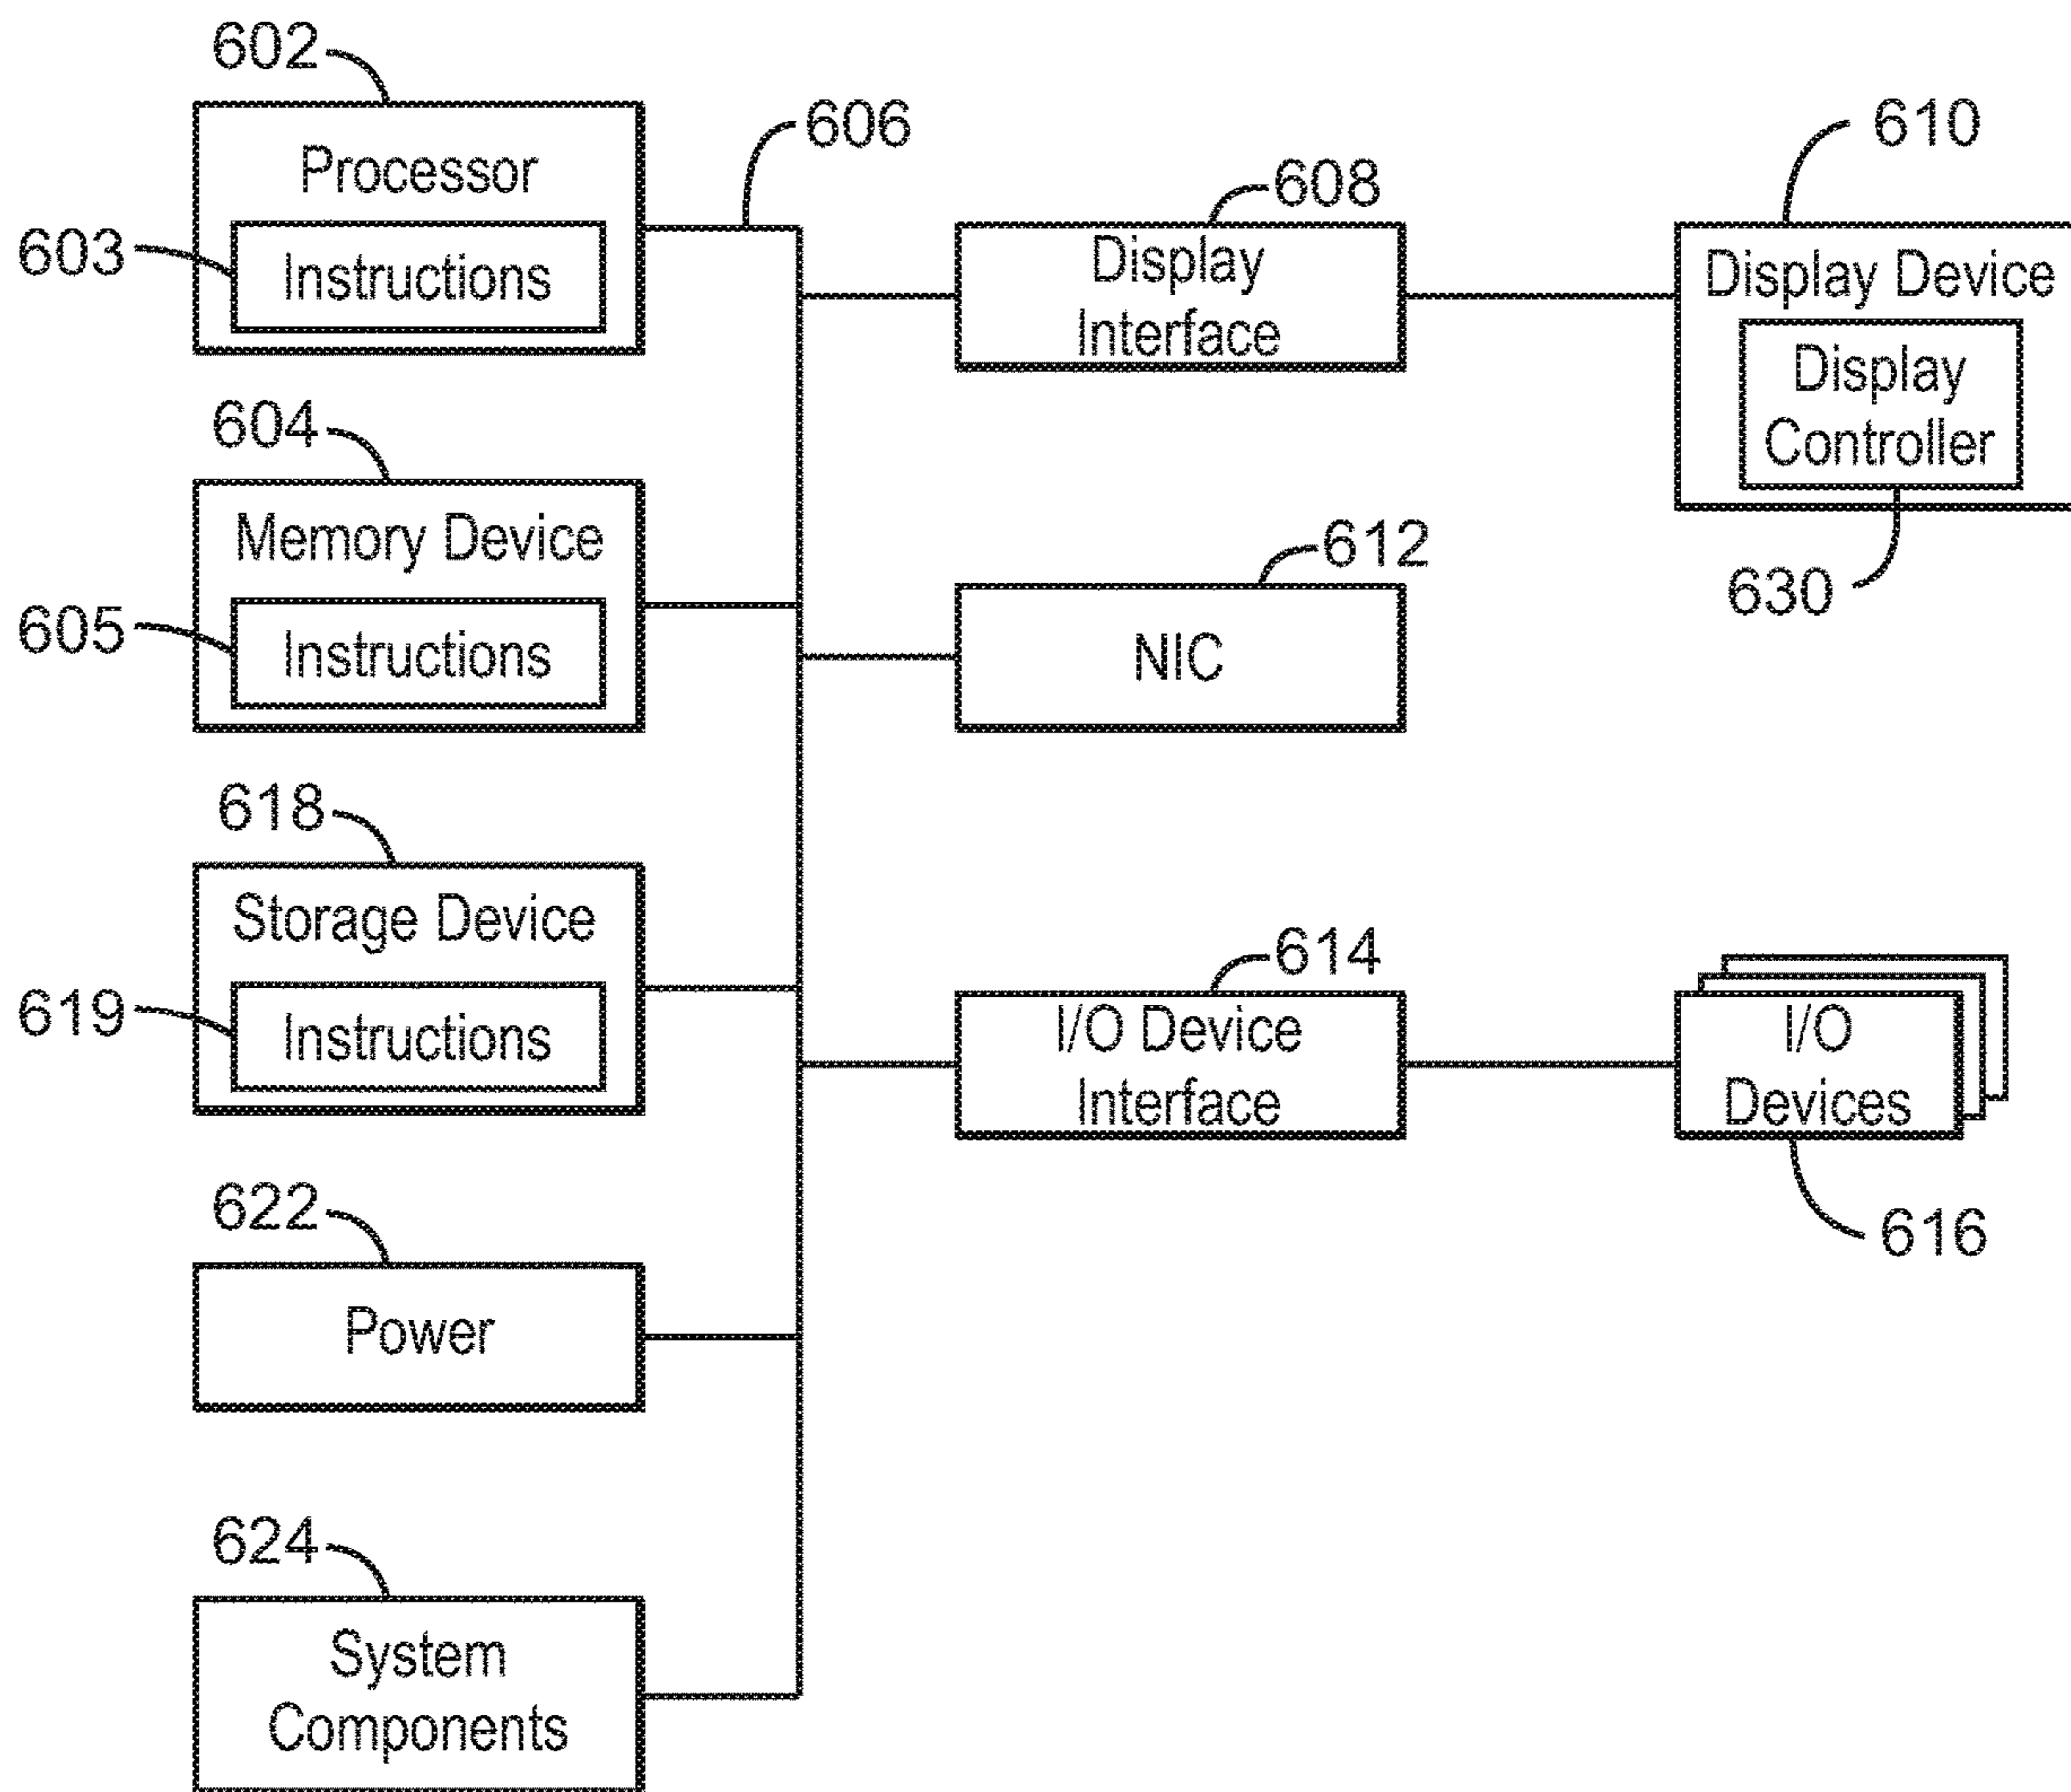 602
Processor
603
Instructions
606
608
Display
Interface
610
Display Device
Display
Controller
630
604
Memory Device
605
Instructions
612
NIC
618
Storage Device
619
Instructions
614
I/O Device
Interface
I/O
Devices
616
622
Power
624
System
Components